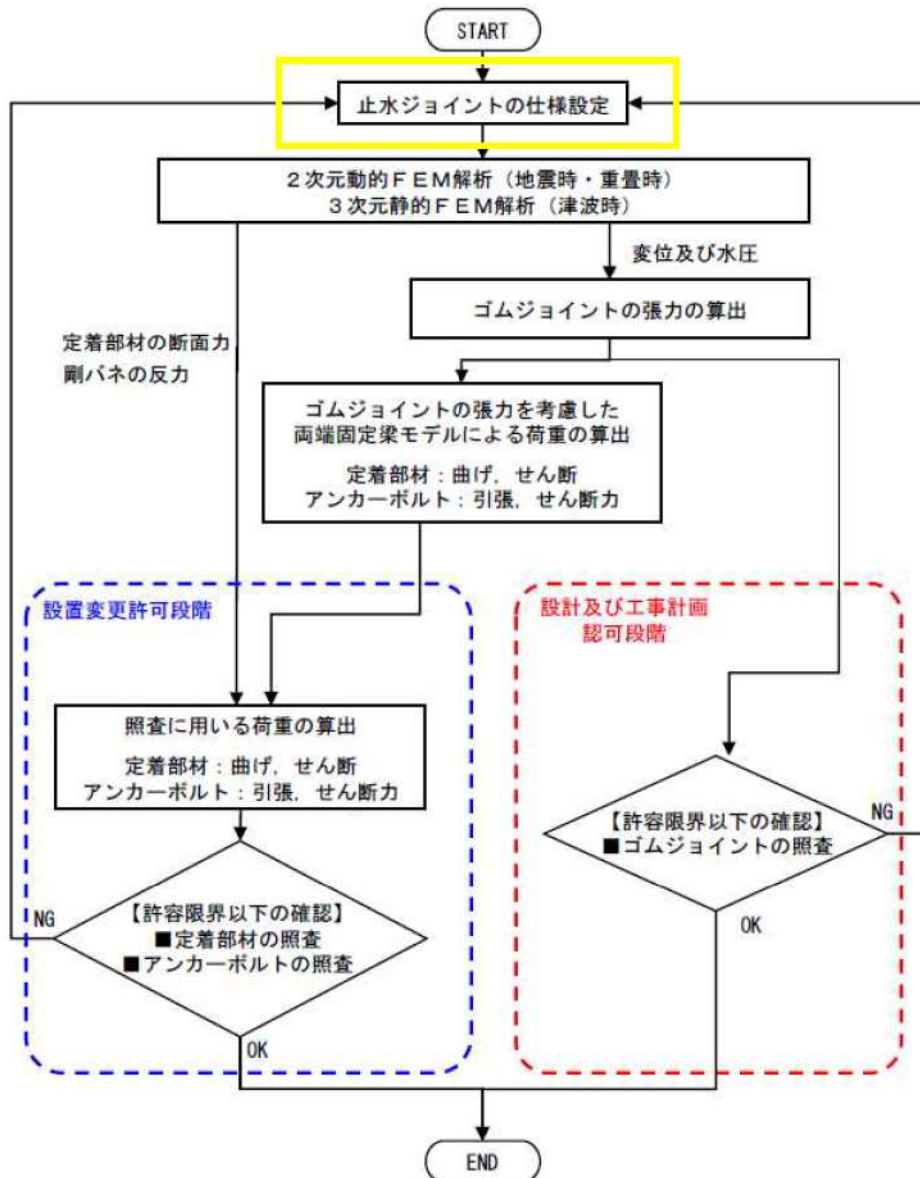 START
止水ジョイントの仕様設定
２次元動的ＦＥＭ解析（地震時・重畳時）
３次元静的ＦＥＭ解析（津波時）
変位及び水圧
ゴムジョイントの張力の算出
定着部材の断面力
剛バネの反力
ゴムジョイントの張力を考慮した
両端固定梁モデルによる荷重の算出
定着部材：曲げ，せん断
アンカーボルト：引張，せん断力
設置変更許可段階
設計及び工事計画
認可段階
照査に用いる荷重の算出
定着部材：曲げ，せん断
アンカーボルト：引張，せん断力
【許容限界以下の確認】
■ゴムジョイントの照査
NG
OK
【許容限界以下の確認】
■定着部材の照査
■アンカーボルトの照査
NG
OK
END